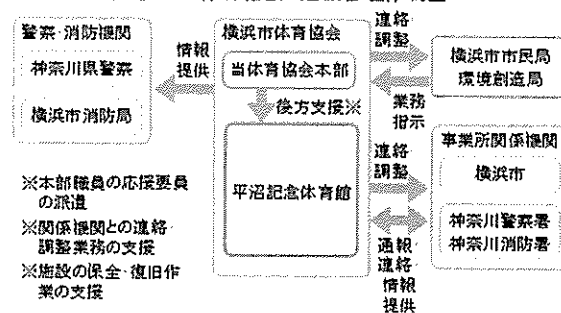 警察・消防機関
神奈川県警察
横浜市消防局
情報
提供
横浜市体育協会
当体育協会本部
後方支援※
平沼記念体育館
連絡・
調整
業務
指示
横浜市市民局
環境創造局
連絡・
調整
通報・
連絡・
情報
提供
事業所関係機関
横浜市
神奈川警察署
神奈川消防署
※本部職員の応援要員
の派遣
※関係機関との連絡・
調整業務の支援
※施設の保全・復旧作
業の支援